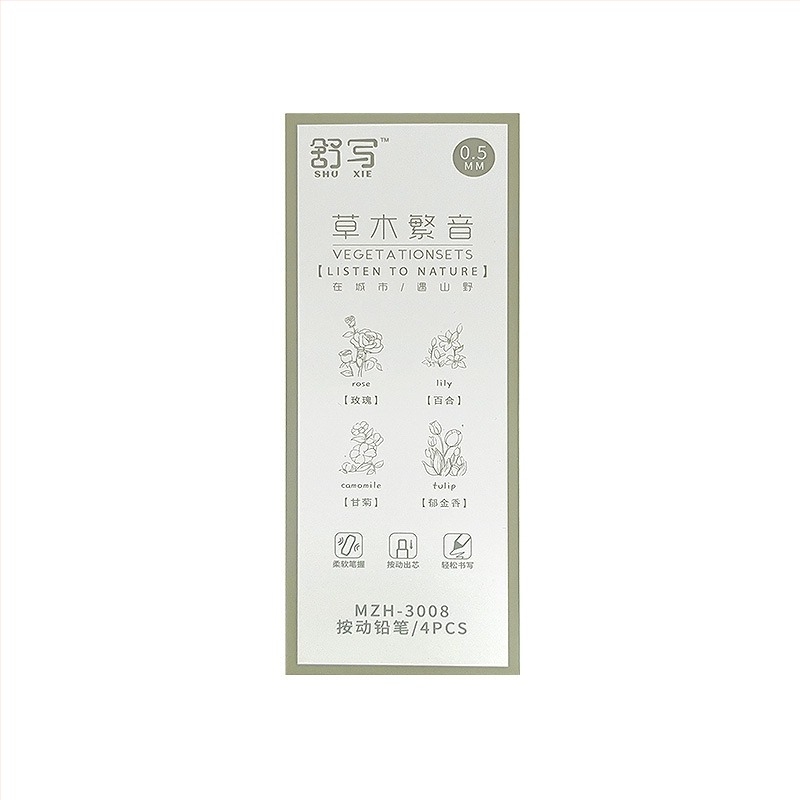 舒写™
SHU XIE
0.5
MM
草木繁音
VEGETATIONSETS
【LISTEN TO NATURE】
在城市/遇山野
rose
【玫瑰】
lily
【百合】
camomile
【甘菊】
tulip
【郁金香】
柔软笔握
按动出芯
轻松书写
MZH-3008
按动铅笔/4PCS